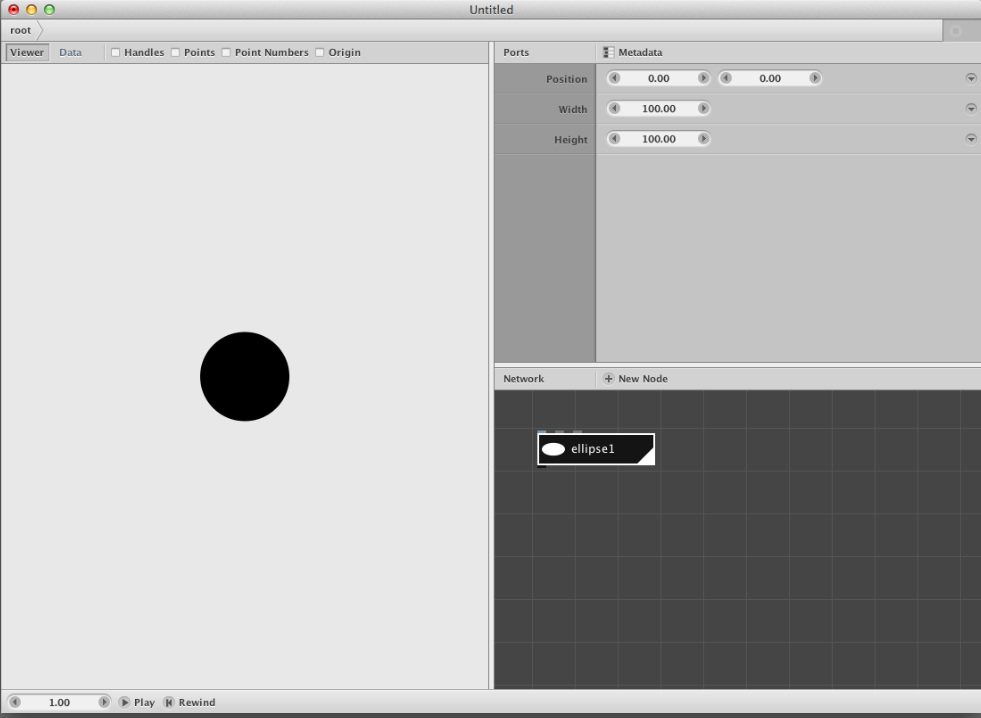 Untitled
root
Viewer Data Handles Points Point Numbers Origin
Ports Metadata
Position 0.00 0.00
Width 100.00
Height 100.00
Network New Node
ellipse1
1.00 Play Rewind